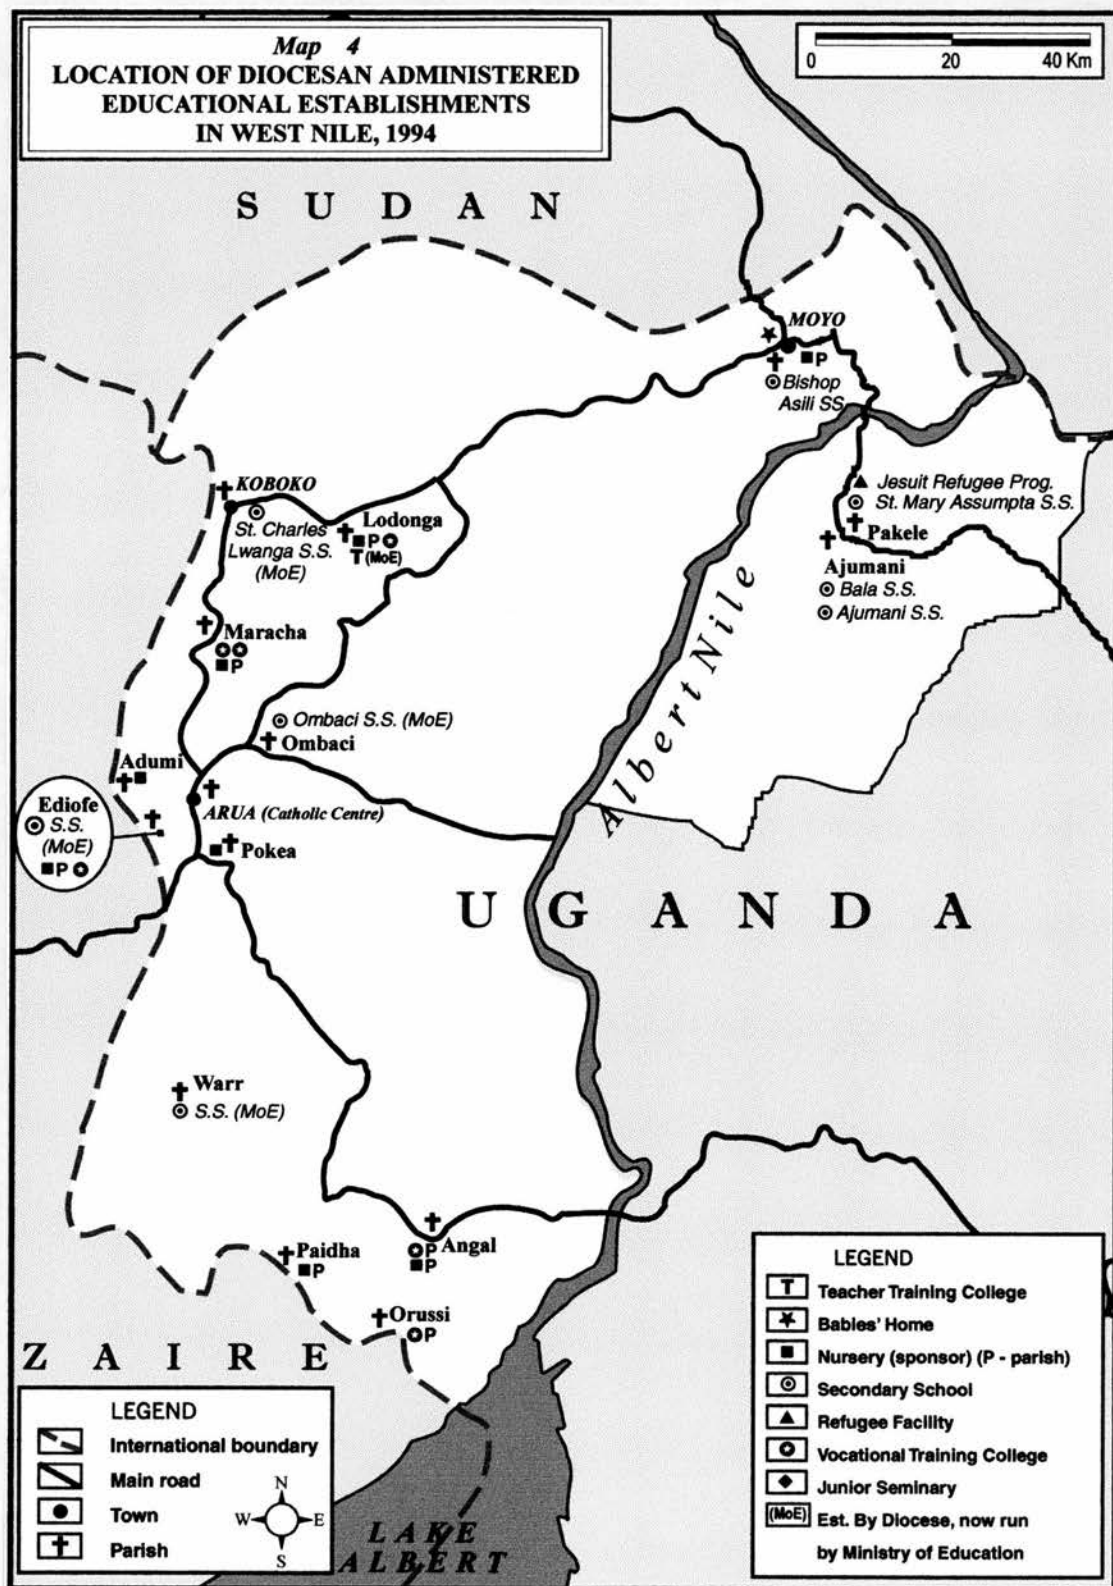 Map 4
LOCATION OF DIOCESAN ADMINISTERED
EDUCATIONAL ESTABLISHMENTS
IN WEST NILE, 1994
0 20 40 Km
S U D A N
MOYO
P
Bishop
Asili SS.
KOBOKO
St. Charles
Lwanga S.S.
(MoE)
Lodonga
P
T (MoE)
Jesuit Refugee Prog.
St. Mary Assumpta S.S.
Pakele
Ajumani
Bala S.S.
Ajumani S.S.
Maracha
P
Ombaci S.S. (MoE)
Ombaci
Adumi
Ediofe
S.S.
(MoE)
P
ARUA (Catholic Centre)
Pokea
Albert Nile
U G A N D A
Warr
S.S. (MoE)
Angal
P
P
Paidha
P
Orussi
P
Z A I R E
LAKE
ALBERT
LEGEND
International boundary
Main road
Town
Parish
N
W E
S
LEGEND
T Teacher Training College
Babies' Home
Nursery (sponsor) (P - parish)
Secondary School
Refugee Facility
Vocational Training College
Junior Seminary
(MoE) Est. By Diocese, now run
by Ministry of Education